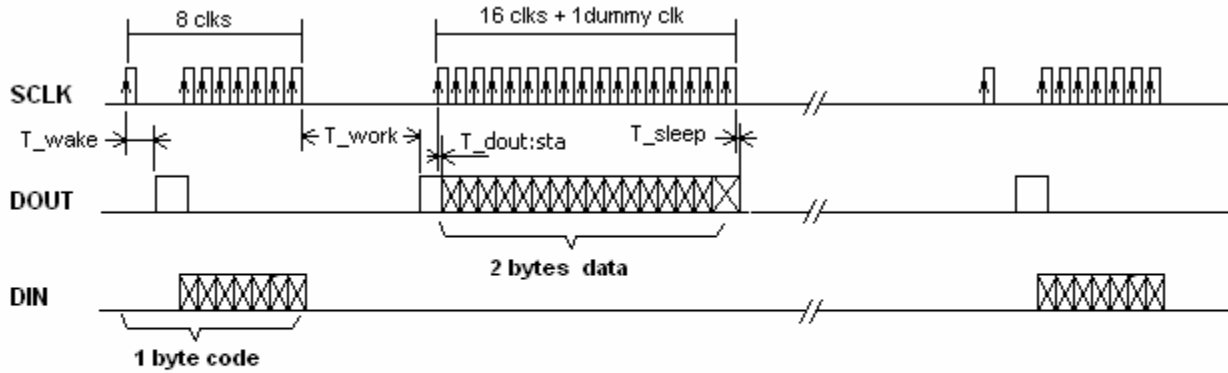 8 clks
16 clks + 1dummy clk
SCLK
T_wake
T_work
T_dout:sta
T_sleep
//
DOUT
//
2 bytes data
DIN
//
1 byte code